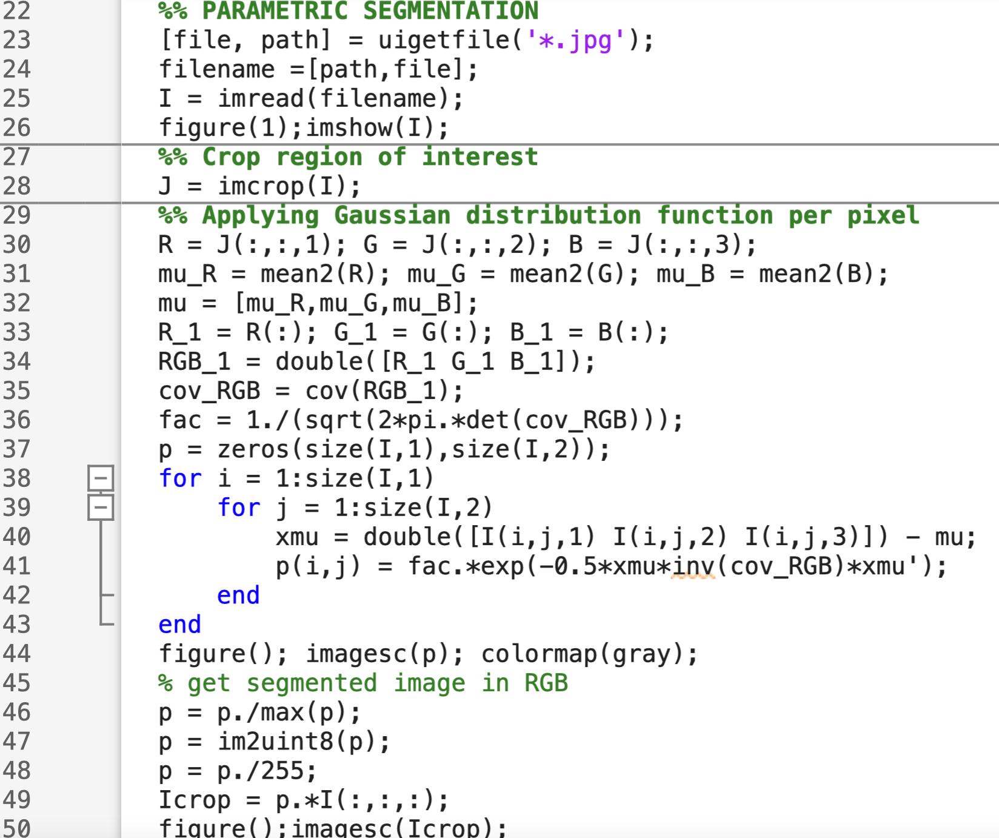 22 %% PARAMETRIC SEGMENTATION
23 [file, path] = uigetfile('*.jpg');
24 filename =[path,file];
25 I = imread(filename);
26 figure(1);imshow(I);
27 %% Crop region of interest
28 J = imcrop(I);
29 %% Applying Gaussian distribution function per pixel
30 R = J(:,:,1); G = J(:,:,2); B = J(:,:,3);
31 mu_R = mean2(R); mu_G = mean2(G); mu_B = mean2(B);
32 mu = [mu_R,mu_G,mu_B];
33 R_1 = R(:); G_1 = G(:); B_1 = B(:);
34 RGB_1 = double([R_1 G_1 B_1]);
35 cov_RGB = cov(RGB_1);
36 fac = 1./(sqrt(2*pi.*det(cov_RGB)));
37 p = zeros(size(I,1),size(I,2));
38 for i = 1:size(I,1)
39     for j = 1:size(I,2)
40         xmu = double([I(i,j,1) I(i,j,2) I(i,j,3)]) - mu;
41         p(i,j) = fac.*exp(-0.5*xmu*inv(cov_RGB)*xmu');
42     end
43 end
44 figure(); imagesc(p); colormap(gray);
45 % get segmented image in RGB
46 p = p./max(p);
47 p = im2uint8(p);
48 p = p./255;
49 Icrop = p.*I(:,:,:);
50 figure();imagesc(Icrop);